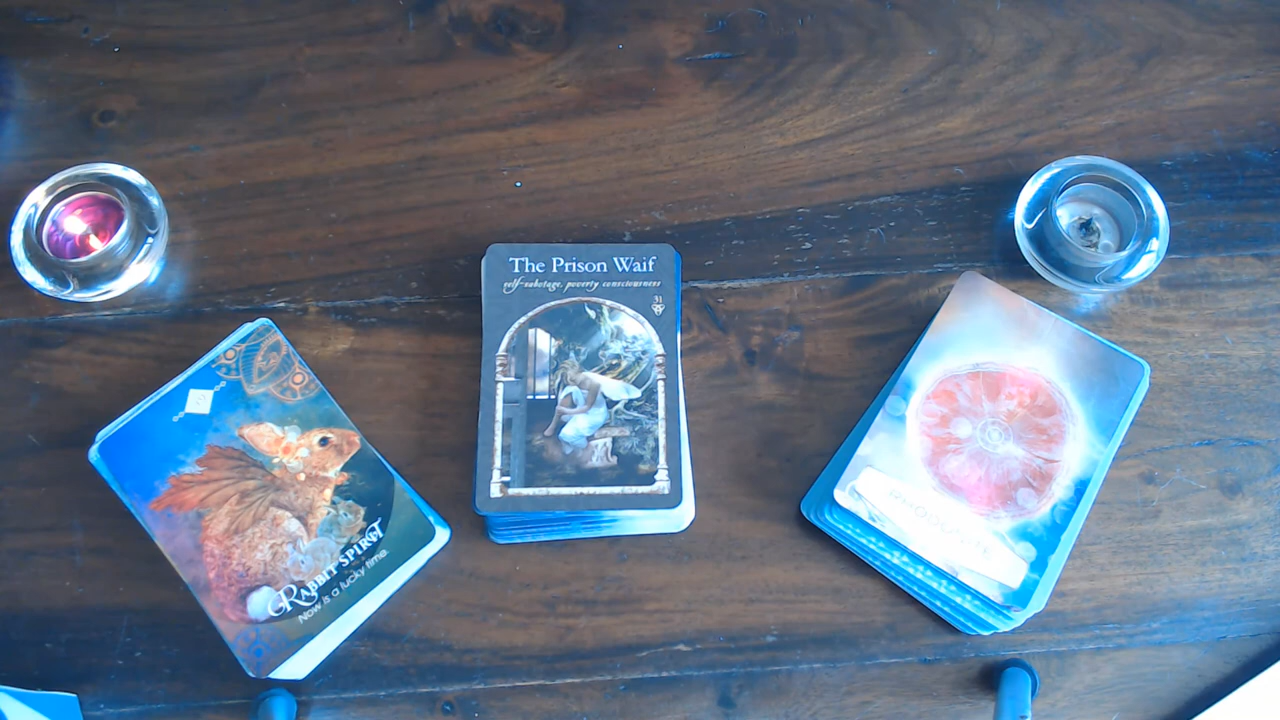 The Prison Waif
self-sabotage, poverty consciousness
31
RABBIT SPIRIT
Now is a lucky time.